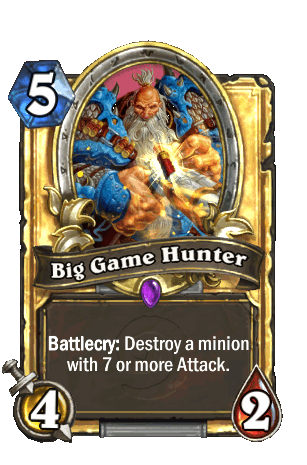 5
Big Game Hunter
Battlecry: Destroy a minion
with 7 or more Attack.
4
2